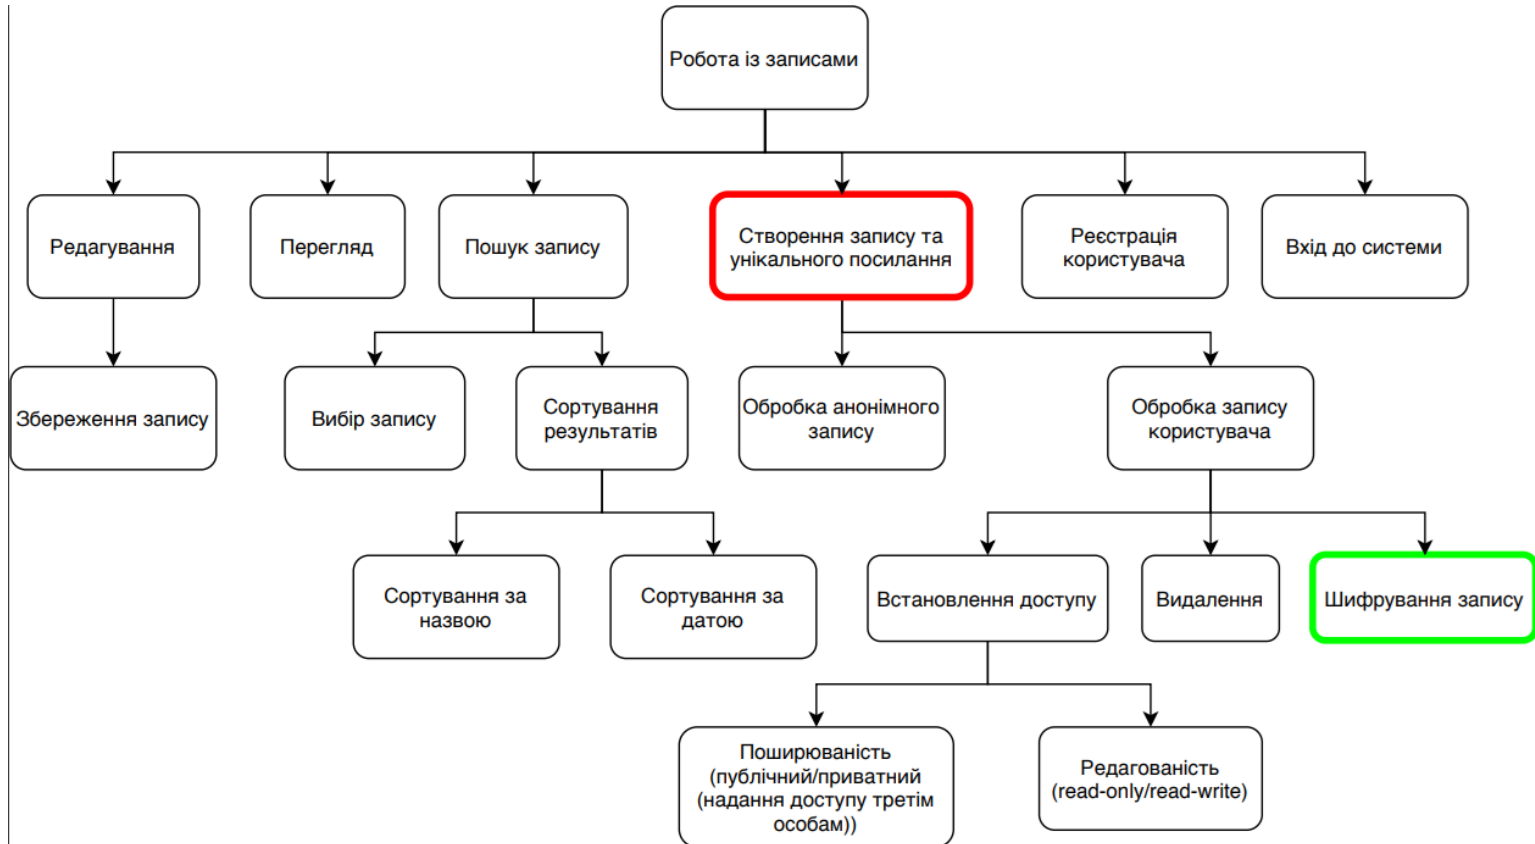 Робота із записами
Редагування
Перегляд
Пошук запису
Створення запису та
унікального посилання
Реєстрація
користувача
Вхід до системи
Збереження запису
Вибір запису
Сортування
результатів
Обробка анонімного
запису
Обробка запису
користувача
Сортування за
назвою
Сортування за
датою
Встановлення доступу
Видалення
Шифрування запису
Поширюваність
(публічний/приватний
(надання доступу третім
особам))
Редагованість
(read-only/read-write)